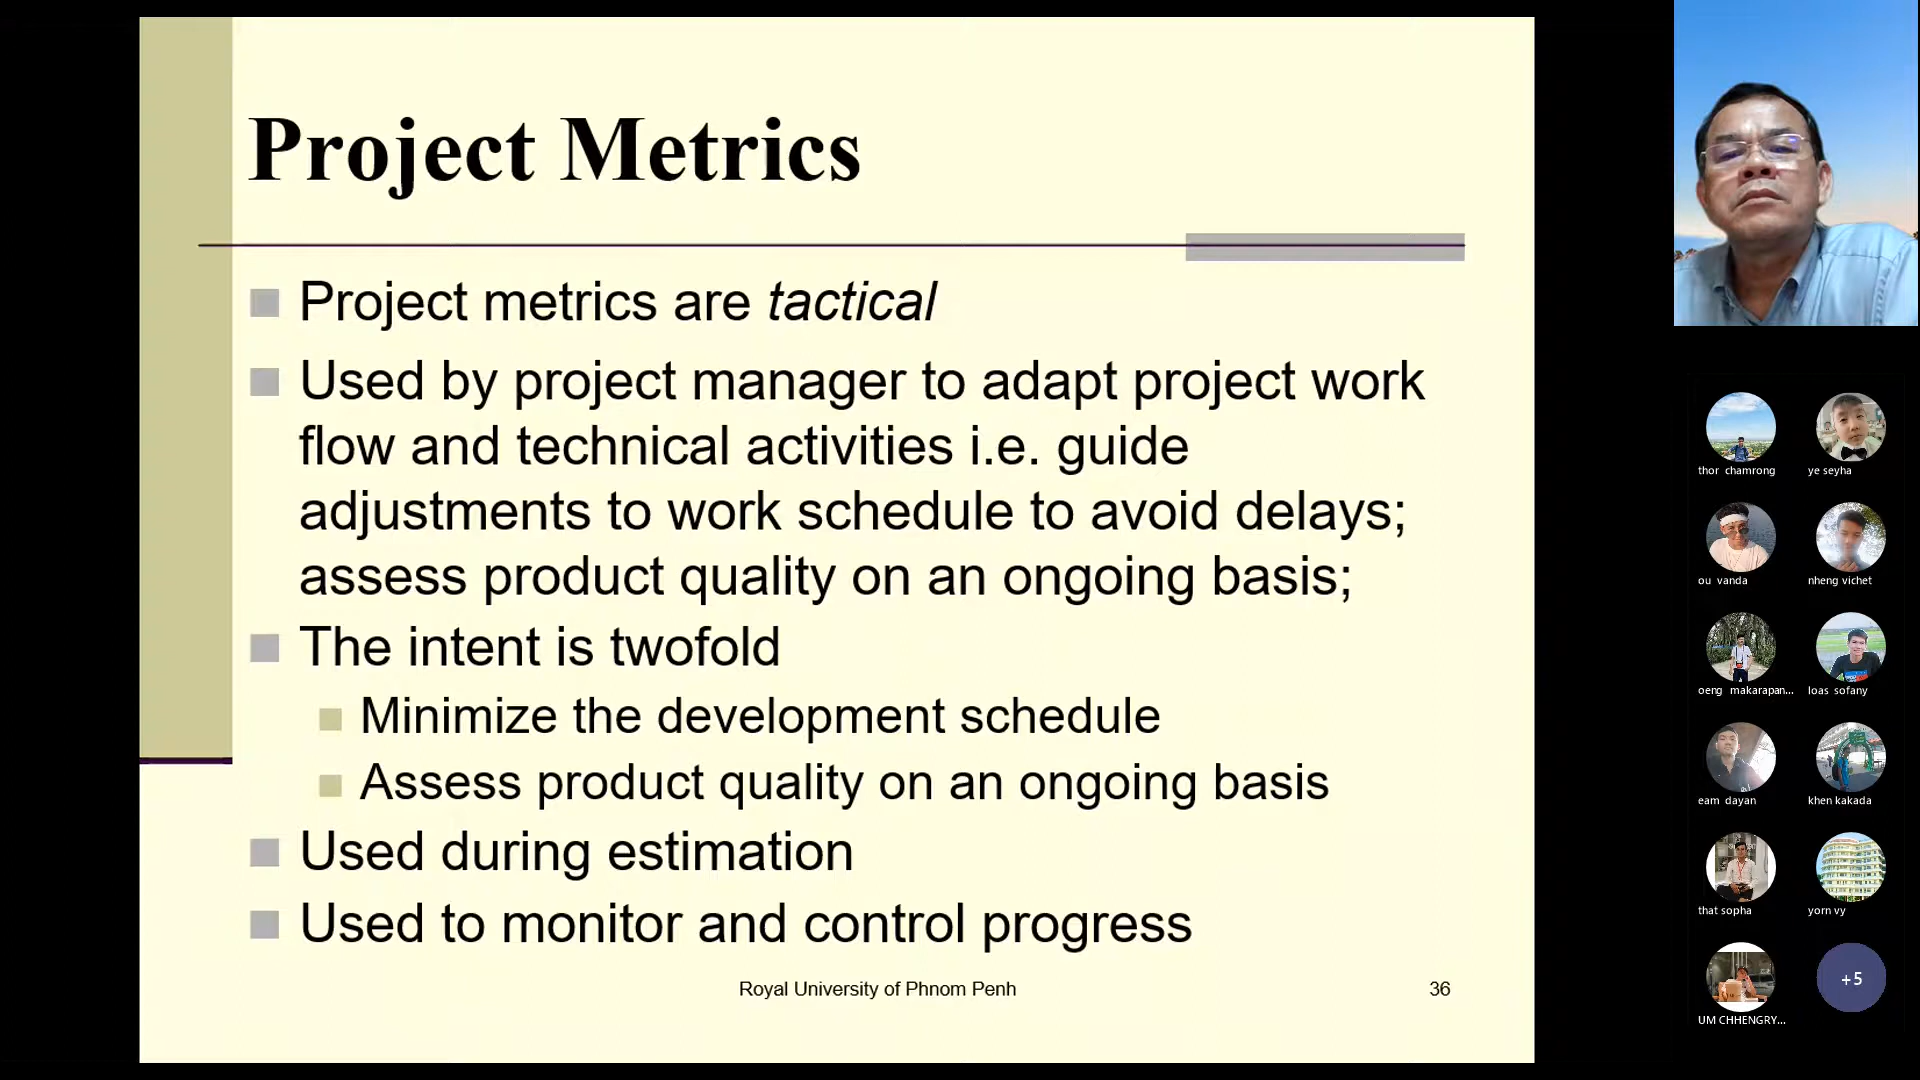 Project Metrics
Project metrics are tactical
Used by project manager to adapt project work
flow and technical activities i.e. guide
adjustments to work schedule to avoid delays;
assess product quality on an ongoing basis;
The intent is twofold
Minimize the development schedule
Assess product quality on an ongoing basis
Used during estimation
Used to monitor and control progress
Royal University of Phnom Penh
36
thor chamrong
ye seyha
ou vanda
nheng vichet
oeng makarapan...
loas sofany
eam dayan
khen kakada
that sopha
yorn vy
UM CHHENGRY...
+5